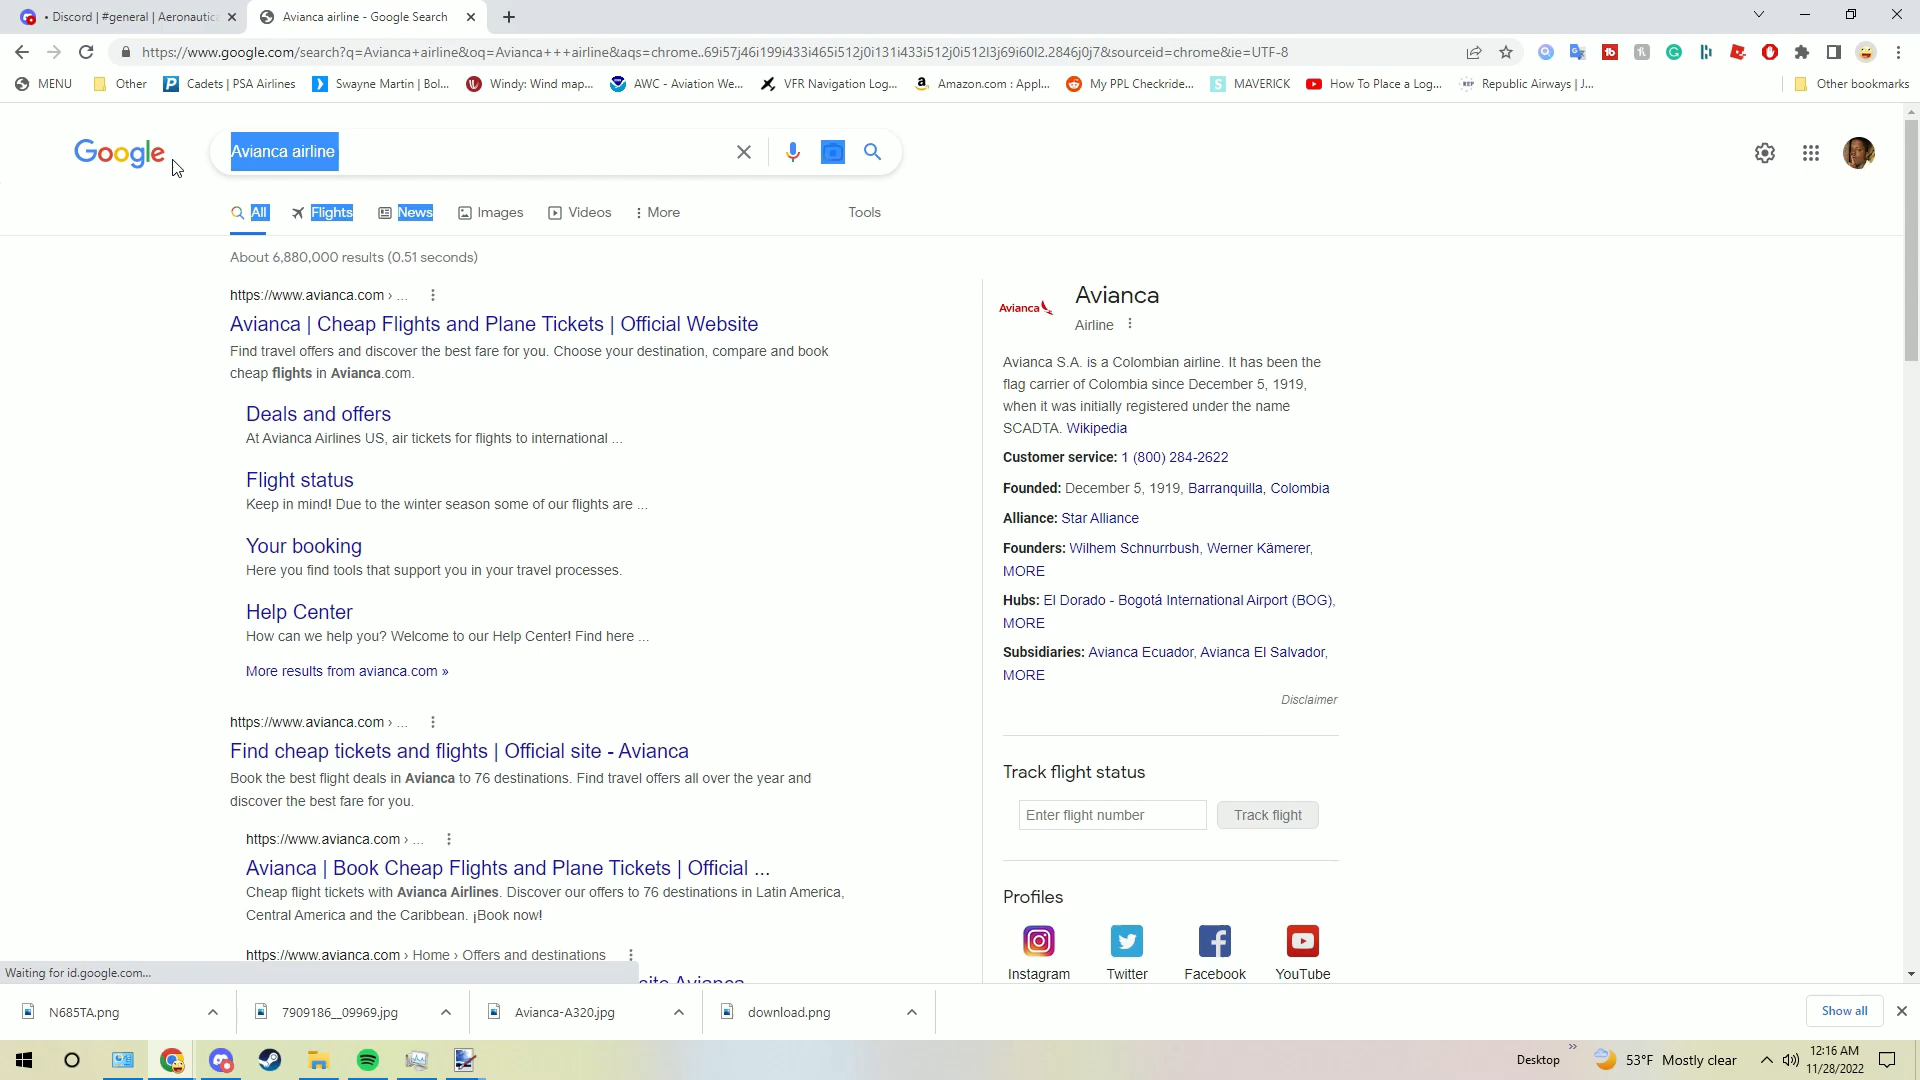 Discord | #general | Aeronautica
Avianca airline - Google Search
https://www.google.com/search?q=Avianca+airline&oq=Avianca+++airline&aqs=chrome..69i57j46i199i433i465i512j0i131i433i512j0i512l3j69i60l2.2846j0j7&sourceid=chrome&ie=UTF-8
MENU
Other
Cadets | PSA Airlines
Swayne Martin | Bol...
Windy: Wind map...
AWC - Aviation We...
VFR Navigation Log...
Amazon.com : Appl...
My PPL Checkride...
MAVERICK
How To Place a Log...
Republic Airways | J...
Other bookmarks
Google
Avianca airline
All
Flights
News
Images
Videos
More
Tools
About 6,880,000 results (0.51 seconds)
https://www.avianca.com › ...
Avianca | Cheap Flights and Plane Tickets | Official Website
Find travel offers and discover the best fare for you. Choose your destination, compare and book
cheap flights in Avianca.com.
Deals and offers
At Avianca Airlines US, air tickets for flights to international ...
Flight status
Keep in mind! Due to the winter season some of our flights are ...
Your booking
Here you find tools that support you in your travel processes.
Help Center
How can we help you? Welcome to our Help Center! Find here ...
More results from avianca.com »
https://www.avianca.com › ...
Find cheap tickets and flights | Official site - Avianca
Book the best flight deals in Avianca to 76 destinations. Find travel offers all over the year and
discover the best fare for you.
https://www.avianca.com › ...
Avianca | Book Cheap Flights and Plane Tickets | Official ...
Cheap flight tickets with Avianca Airlines. Discover our offers to 76 destinations in Latin America,
Central America and the Caribbean. ¡Book now!
https://www.avianca.com › Home › Offers and destinations
site Avianca
Avianca
Avianca
Airline
Avianca S.A. is a Colombian airline. It has been the
flag carrier of Colombia since December 5, 1919,
when it was initially registered under the name
SCADTA. Wikipedia
Customer service: 1 (800) 284-2622
Founded: December 5, 1919, Barranquilla, Colombia
Alliance: Star Alliance
Founders: Wilhem Schnurrbush, Werner Kämerer,
MORE
Hubs: El Dorado - Bogotá International Airport (BOG),
MORE
Subsidiaries: Avianca Ecuador, Avianca El Salvador,
MORE
Disclaimer
Track flight status
Enter flight number
Track flight
Profiles
Instagram
Twitter
Facebook
YouTube
Waiting for id.google.com...
N685TA.png
7909186__09969.jpg
Avianca-A320.jpg
download.png
Show all
Desktop
53°F Mostly clear
12:16 AM
11/28/2022